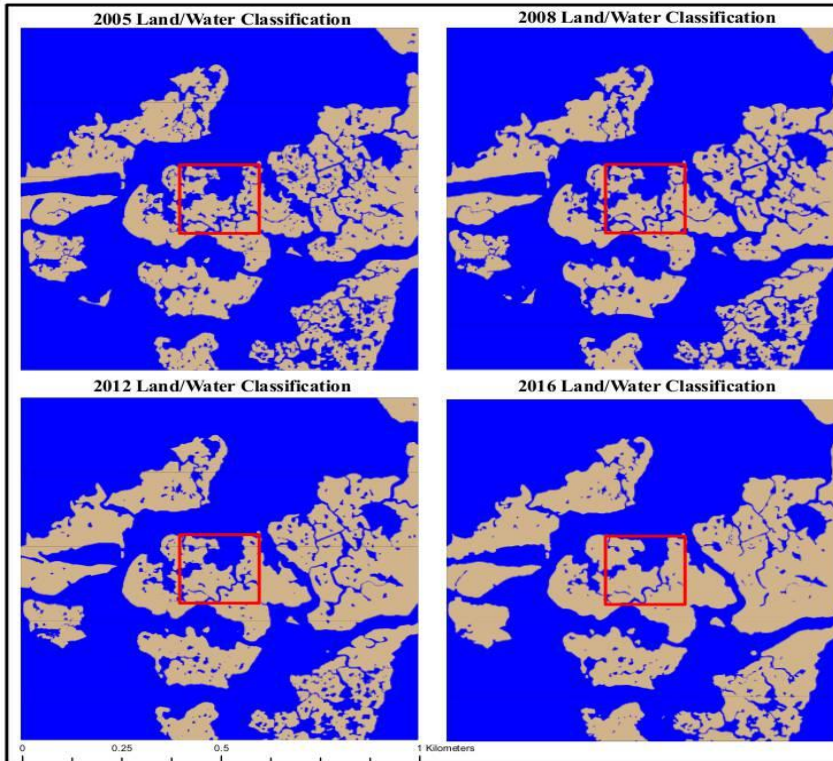 2005 Land/Water Classification
2008 Land/Water Classification
2012 Land/Water Classification
2016 Land/Water Classification
0 0.25 0.5 1 Kilometers